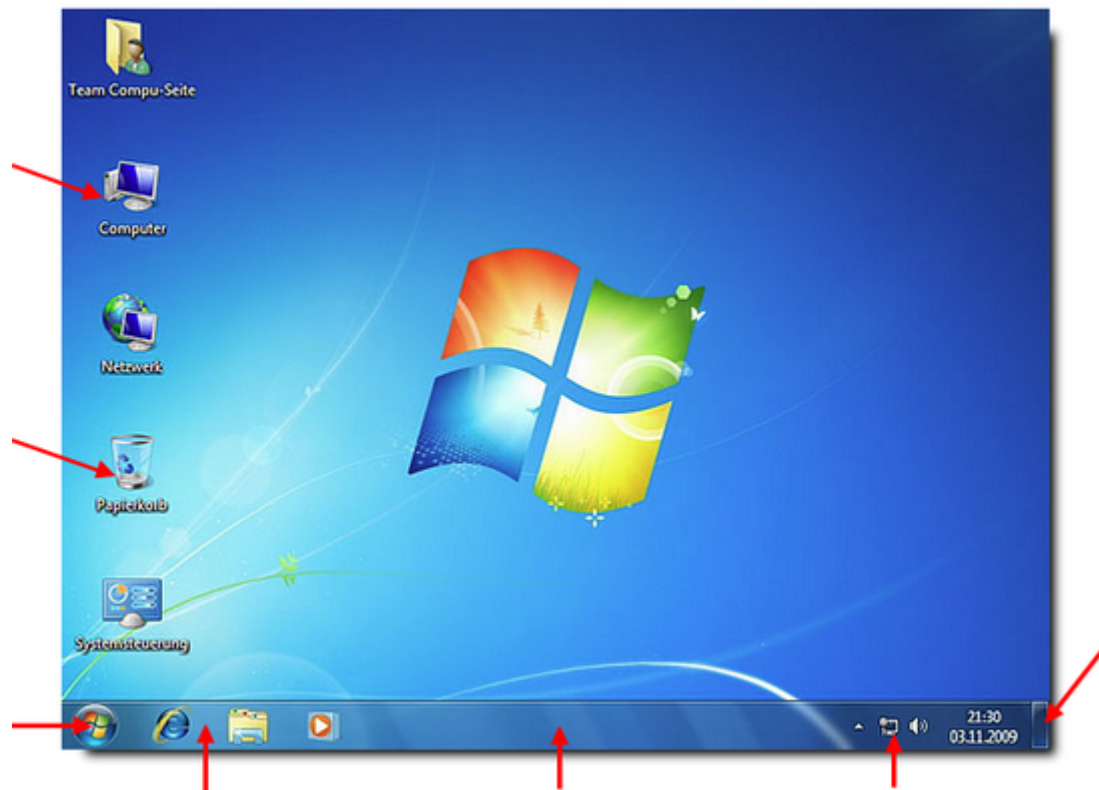 Team Compu-Seite
Computer
Netzwerk
Papierkorb
Systemsteuerung
21:30
03.11.2009